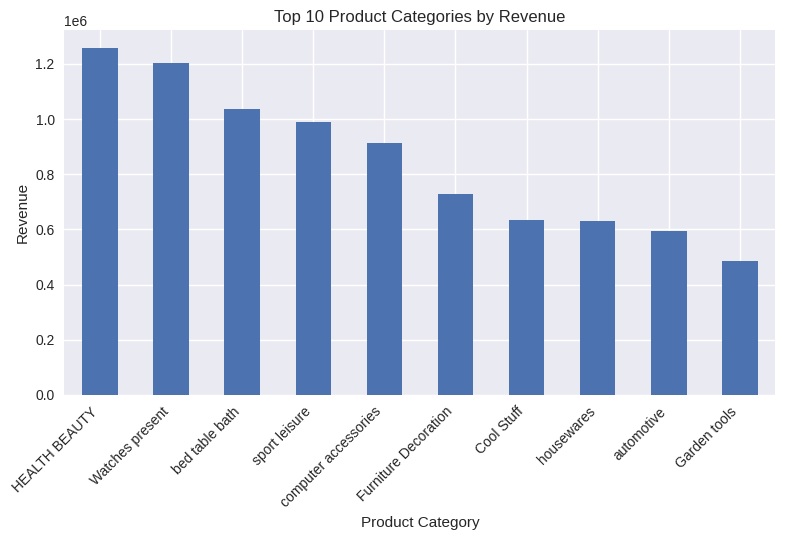 Top 10 Product Categories by Revenue
1e6
1.2
1.0
0.8
0.6
0.4
0.2
0.0
Revenue
HEALTH BEAUTY
Watches present
bed table bath
sport leisure
computer accessories
Furniture Decoration
Cool Stuff
housewares
automotive
Garden tools
Product Category